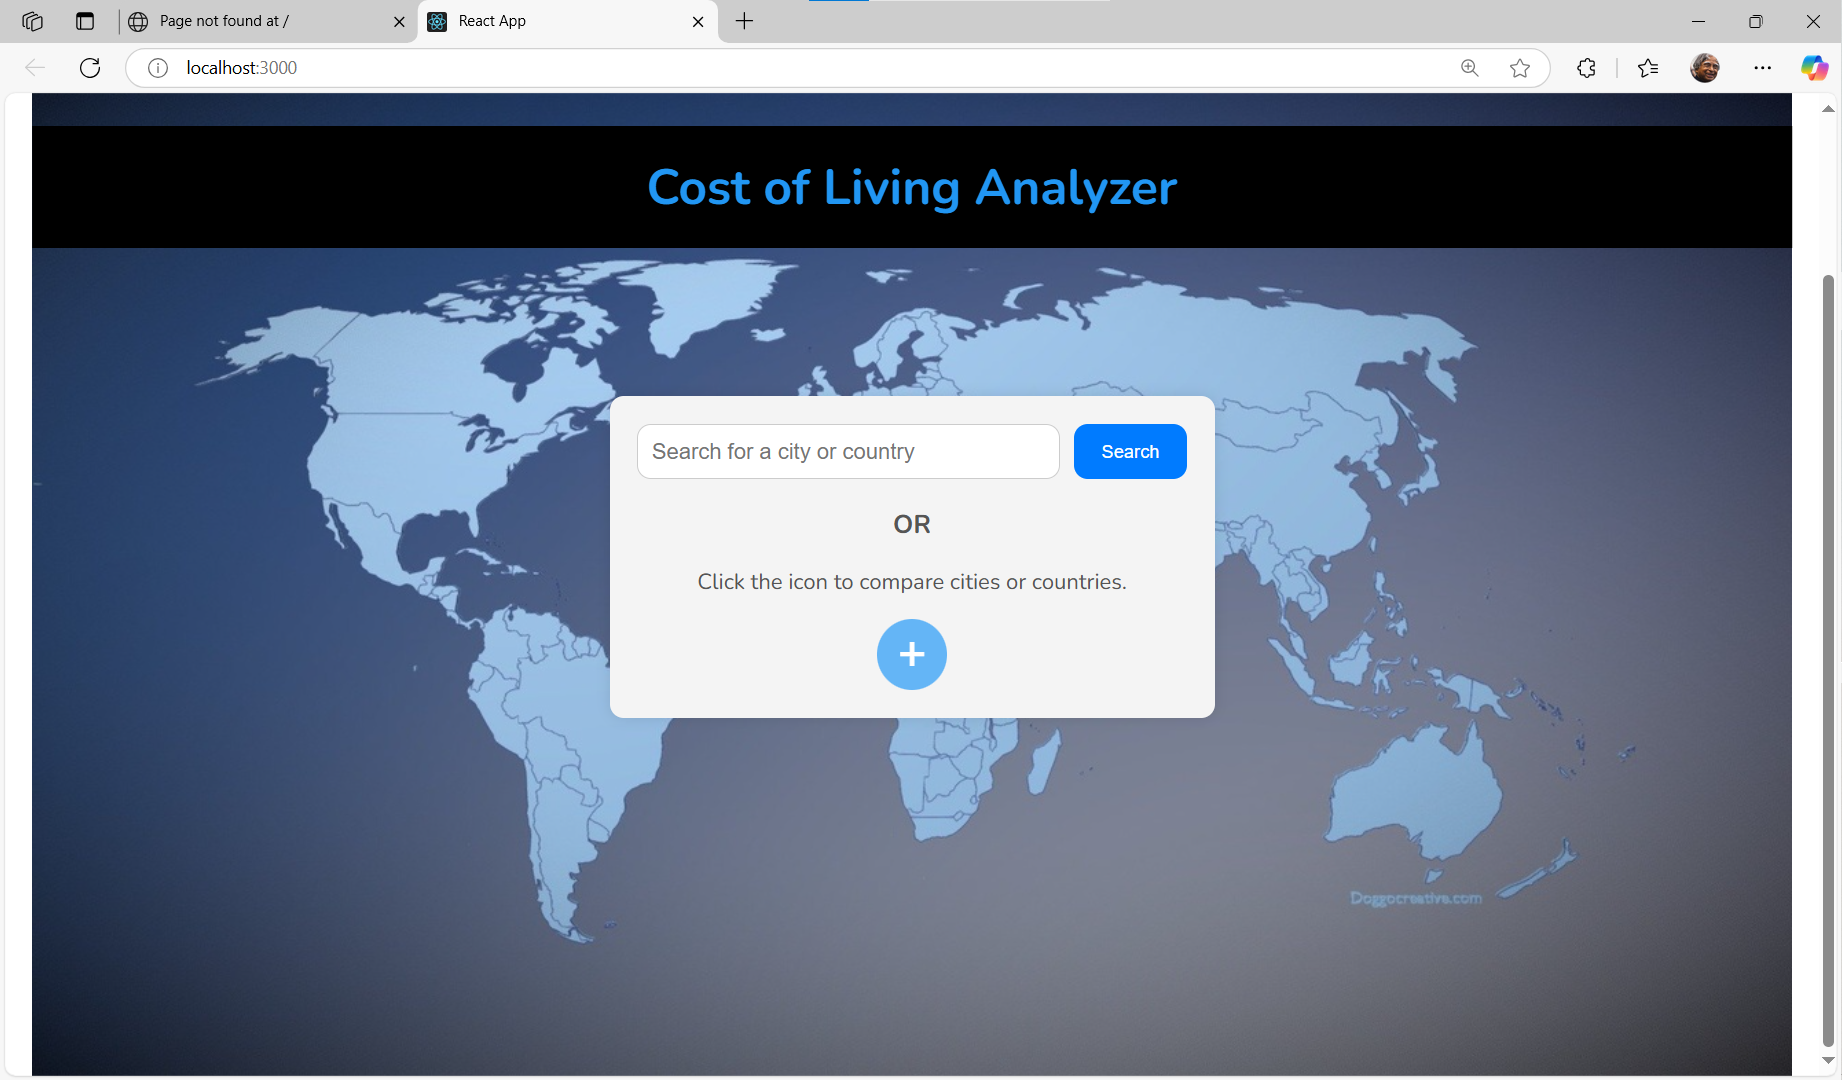 Page not found at /
React App
localhost:3000
Cost of Living Analyzer
Search for a city or country
Search
OR
Click the icon to compare cities or countries.
+
Doggocreative.com